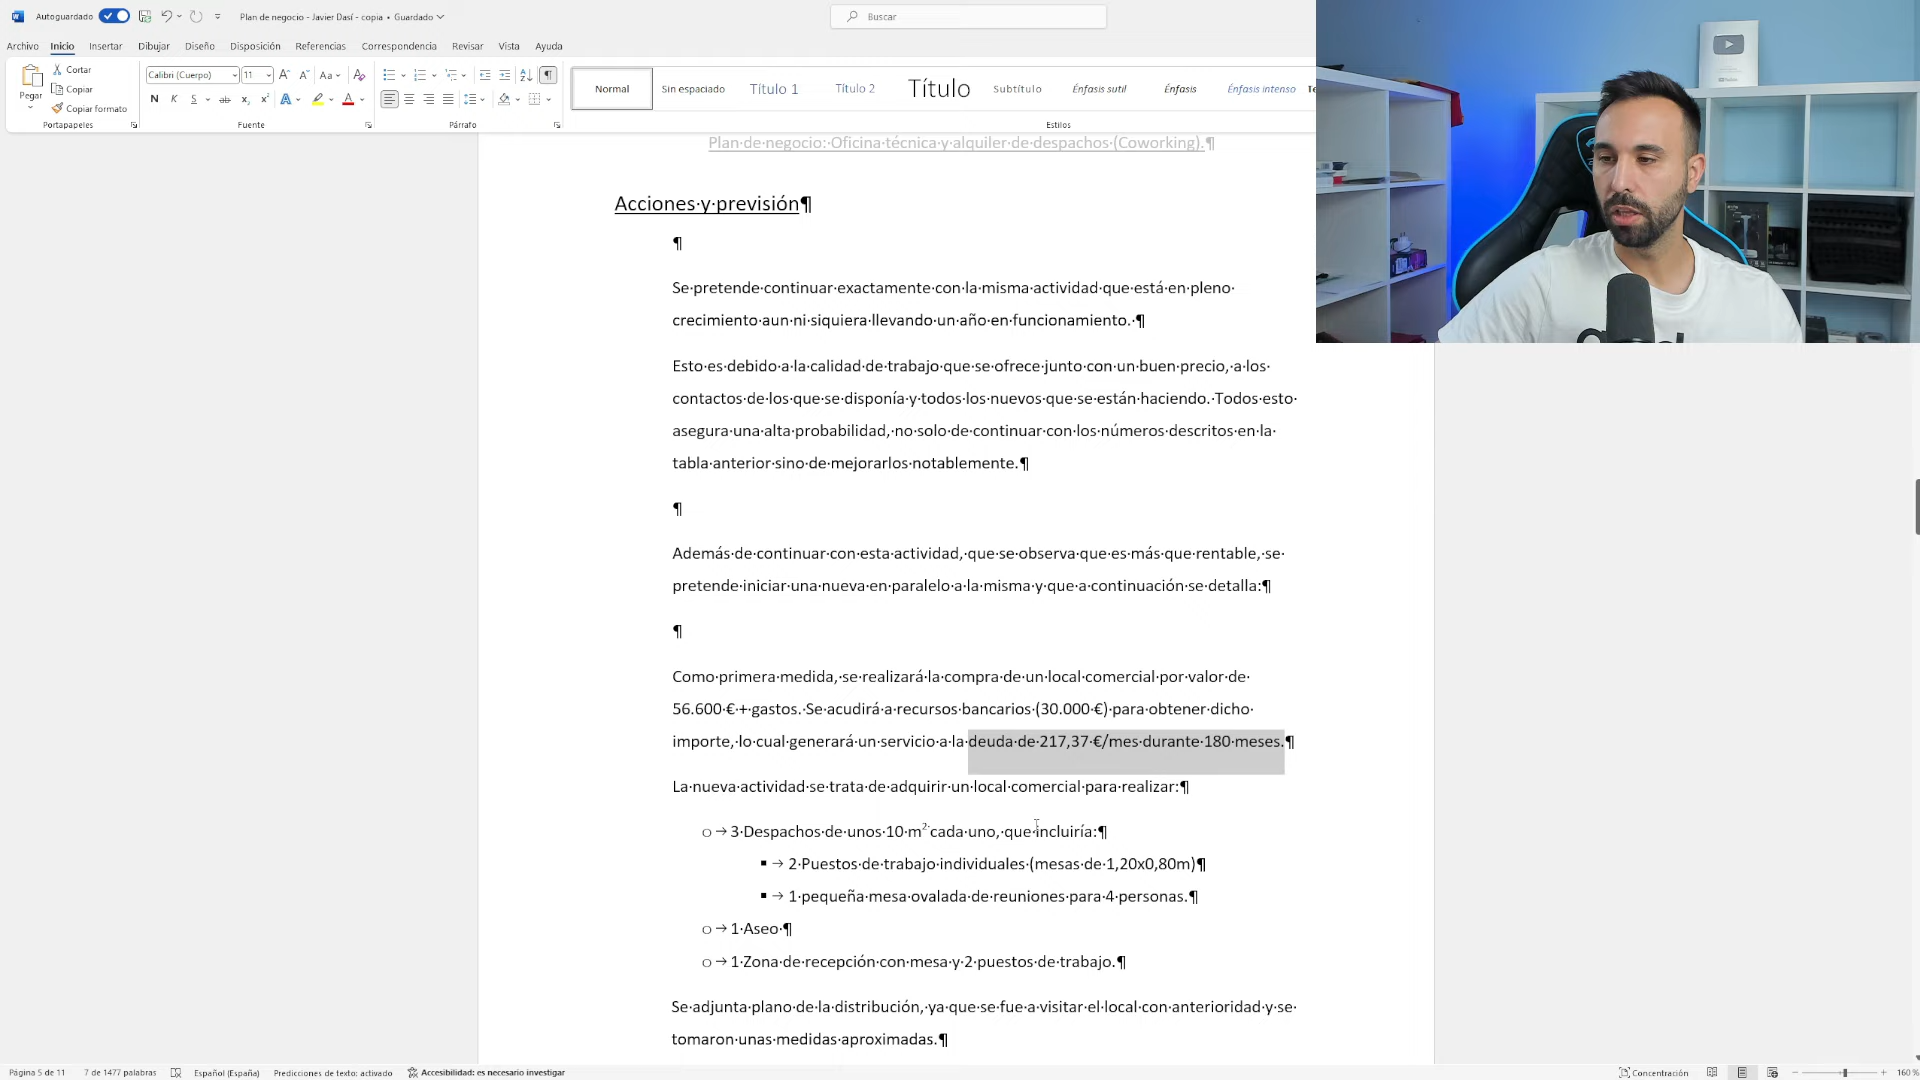 Autoguardado
Plan de negocio - Javier Dasí - copia • Guardado
Buscar
Archivo Inicio Insertar Dibujar Diseño Disposición Referencias Correspondencia Revisar Vista Ayuda
Pegar
Cortar
Copiar
Copiar formato
Portapapeles
Calibri (Cuerpo) 11
N K S ab
Fuente
Párrafo
Normal Sin espaciado Título 1 Título 2 Título Subtítulo Énfasis sutil Énfasis Énfasis intenso Te
Estilos
Plan de negocio: Oficina técnica y alquiler de despachos (Coworking).¶
Acciones y previsión¶
¶
Se pretende continuar exactamente con la misma actividad que está en pleno
crecimiento aun ni siquiera llevando un año en funcionamiento. ¶
Esto es debido a la calidad de trabajo que se ofrece junto con un buen precio, a los
contactos de los que se disponía y todos los nuevos que se están haciendo. Todos esto
asegura una alta probabilidad, no solo de continuar con los números descritos en la
tabla anterior sino de mejorarlos notablemente.¶
¶
Además de continuar con esta actividad, que se observa que es más que rentable, se
pretende iniciar una nueva en paralelo a la misma y que a continuación se detalla:¶
¶
Como primera medida, se realizará la compra de un local comercial por valor de
56.600 € + gastos. Se acudirá a recursos bancarios (30.000 €) para obtener dicho
importe, lo cual generará un servicio a la deuda de 217,37 €/mes durante 180 meses.¶
La nueva actividad se trata de adquirir un local comercial para realizar:¶
o → 3 Despachos de unos 10 m² cada uno, que incluiría:¶
▪ → 2 Puestos de trabajo individuales (mesas de 1,20x0,80m)¶
▪ → 1 pequeña mesa ovalada de reuniones para 4 personas.¶
o → 1 Aseo ¶
o → 1 Zona de recepción con mesa y 2 puestos de trabajo.¶
Se adjunta plano de la distribución, ya que se fue a visitar el local con anterioridad y se
tomaron unas medidas aproximadas.¶
Página 5 de 11 7 de 1477 palabras Español (España) Predicciones de texto: activado Accesibilidad: es necesario investigar
Concentración 160 %